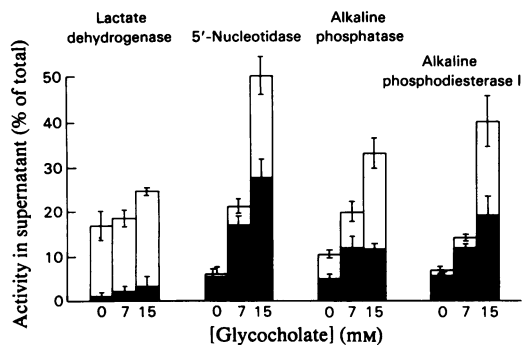 Lactate
dehydrogenase
5′-Nucleotidase
Alkaline
phosphatase
Alkaline
phosphodiesterase I
Activity in supernatant (% of total)
50
40
30
20
10
0
0 7 15
0 7 15
0 7 15
0 7 15
[Glycocholate] (mM)